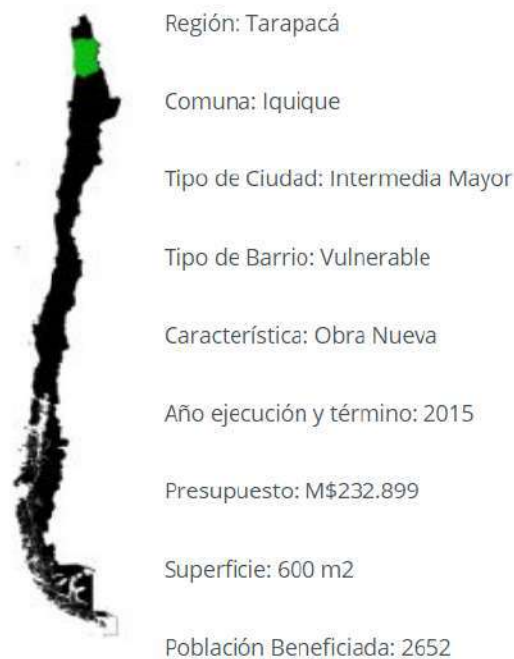 Región: Tarapacá
Comuna: Iquique
Tipo de Ciudad: Intermedia Mayor
Tipo de Barrio: Vulnerable
Característica: Obra Nueva
Año ejecución y término: 2015
Presupuesto: M$232.899
Superficie: 600 m2
Población Beneficiada: 2652